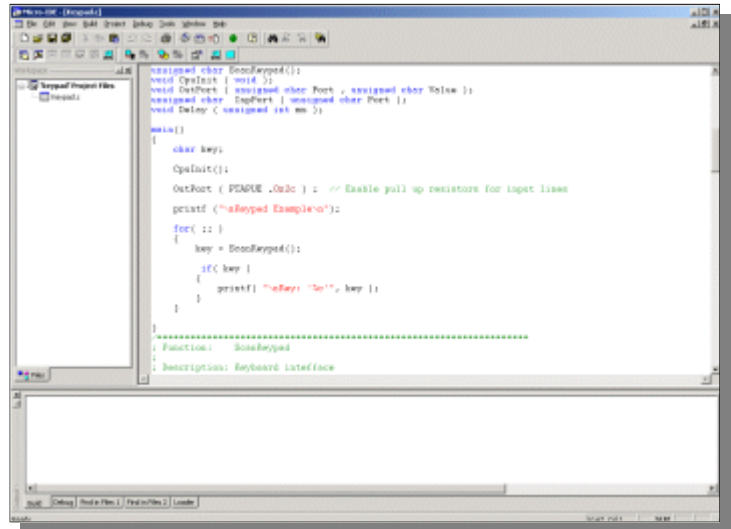 Micro-IDE - [Keypad.c]
File Edit View Build Project Debug Tools Window Help
Keypad Project Files
Keypad.c
Files
unsigned char ScanKeypad();
void CpuInit ( void );
void OutPort ( unsigned char Port , unsigned char Value );
unsigned char InpPort ( unsigned char Port );
void Delay ( unsigned int ms );
main()
{
char key;
CpuInit();
OutPort ( PTAPUE ,0x3c ) ; // Enable pull up resistors for input lines
printf ("\nKeypad Example\n");
for( ;; )
{
key = ScanKeypad();
if( key )
{
printf( "\nKey: '%c'", key );
}
}
}
; Function: ScanKeypad
;
; Description: Keyboard interface
Build Debug Find in Files 1 Find in Files 2 Loader
Ready
NUM